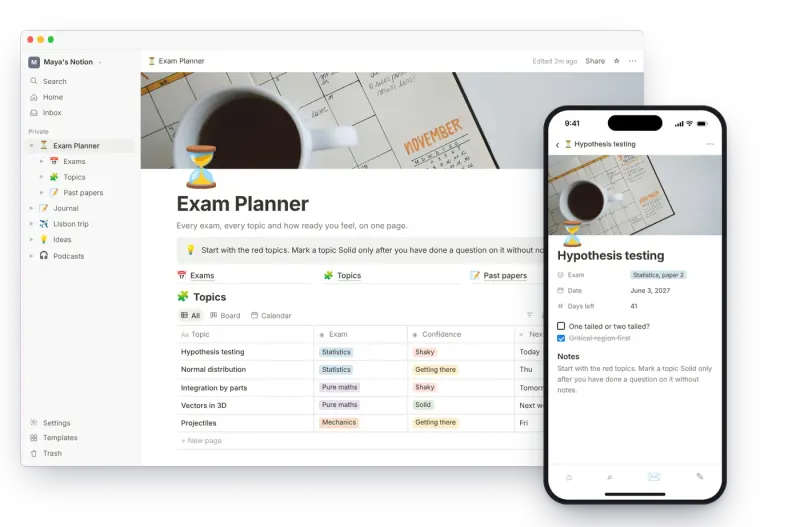 M Maya's Notion
Search
Home
Inbox
Private
Exam Planner
Exams
Topics
Past papers
Journal
Lisbon trip
Ideas
Podcasts
Settings
Templates
Trash
Exam Planner
Edited 2m ago Share
NOVEMBER
Exam Planner
Every exam, every topic and how ready you feel, on one page.
Start with the red topics. Mark a topic Solid only after you have done a question on it without
Exams Topics Past papers
Topics
All Board Calendar
Aa Topic Exam Confidence
Hypothesis testing Statistics Shaky Today
Normal distribution Statistics Getting there Thu
Integration by parts Pure maths Shaky
Vectors in 3D Pure maths Solid Next
Projectiles Mechanics Getting there Fri
+ New page
9:41
Hypothesis testing
NOVEMBER
Hypothesis testing
Exam Statistics, paper 2
Date June 3, 2027
# Days left 41
One tailed or two tailed?
Critical region first
Notes
Start with the red topics. Mark a topic Solid only
after you have done a question on it without
notes.